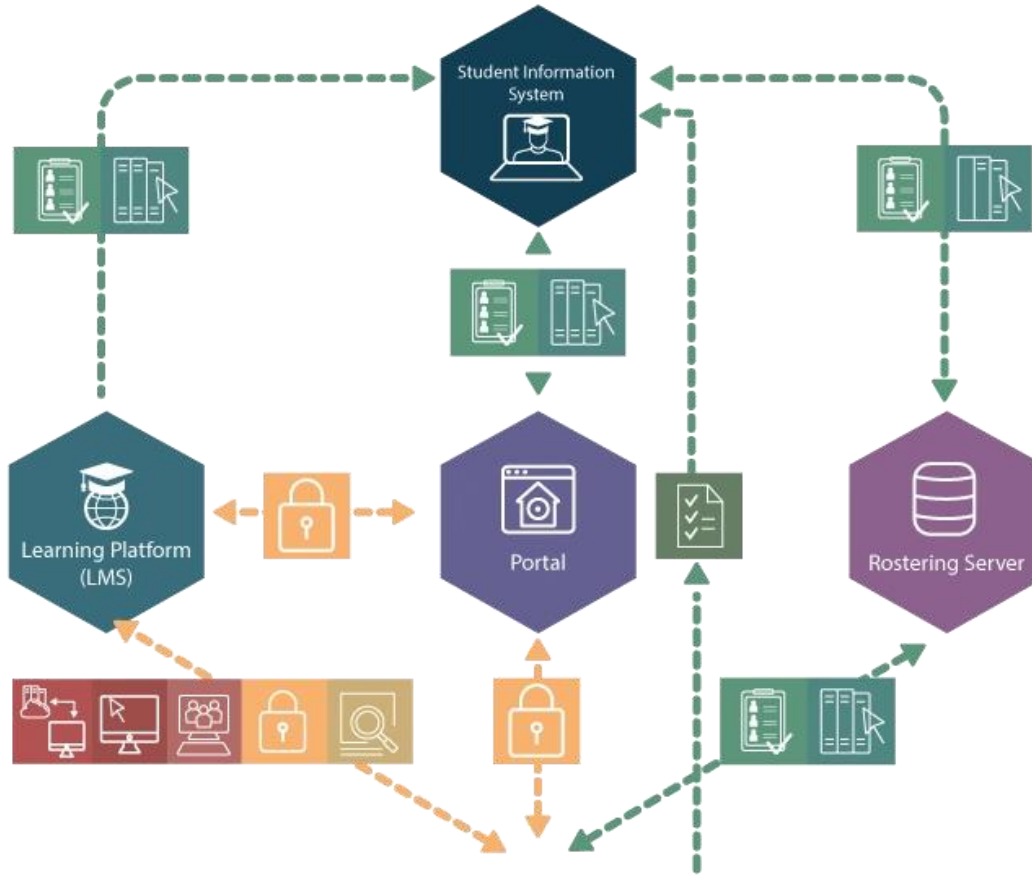 Student Information
System
Learning Platform
(LMS)
Portal
Rostering Server